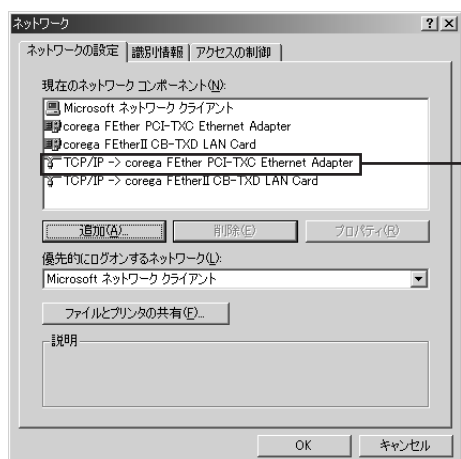 ネットワーク
ネットワークの設定 識別情報 アクセスの制御
現在のネットワーク コンポーネント(N):
Microsoft ネットワーク クライアント
corega FEther PCI-TXC Ethernet Adapter
corega FEtherII CB-TXD LAN Card
TCP/IP -> corega FEther PCI-TXC Ethernet Adapter
TCP/IP -> corega FEtherII CB-TXD LAN Card
追加(A)... 削除(E) プロパティ(R)
優先的にログオンするネットワーク(L):
Microsoft ネットワーク クライアント
ファイルとプリンタの共有(F)...
説明
OK キャンセル